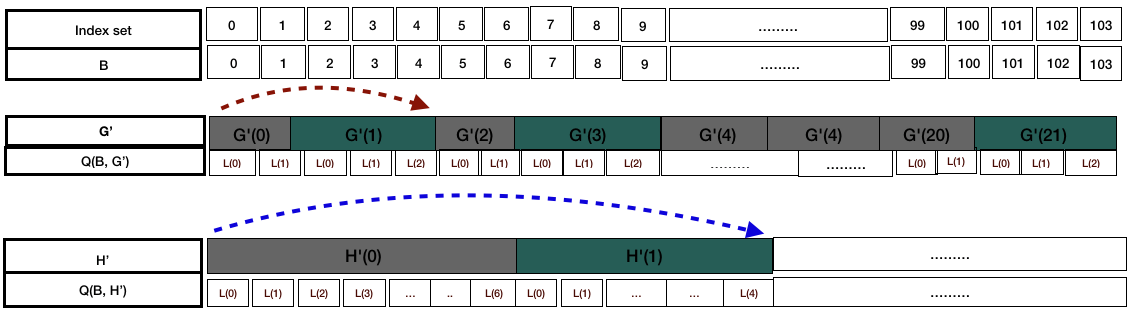 Index set 0 1 2 3 4 5 6 7 8 9 ......... 99 100 101 102 103
B 0 1 2 3 4 5 6 7 8 9 ......... 99 100 101 102 103
G’ G'(0) G'(1) G'(2) G'(3) G'(4) G'(4) G'(20) G'(21)
Q(B, G’) L(0) L(1) L(0) L(1) L(2) L(0) L(1) L(0) L(1) L(2) ......... ......... L(0) L(1) L(0) L(1) L(2)
H’ H'(0) H'(1) .........
Q(B, H’) L(0) L(1) L(2) L(3) ... .. L(6) L(0) L(1) ... ... L(4) .........